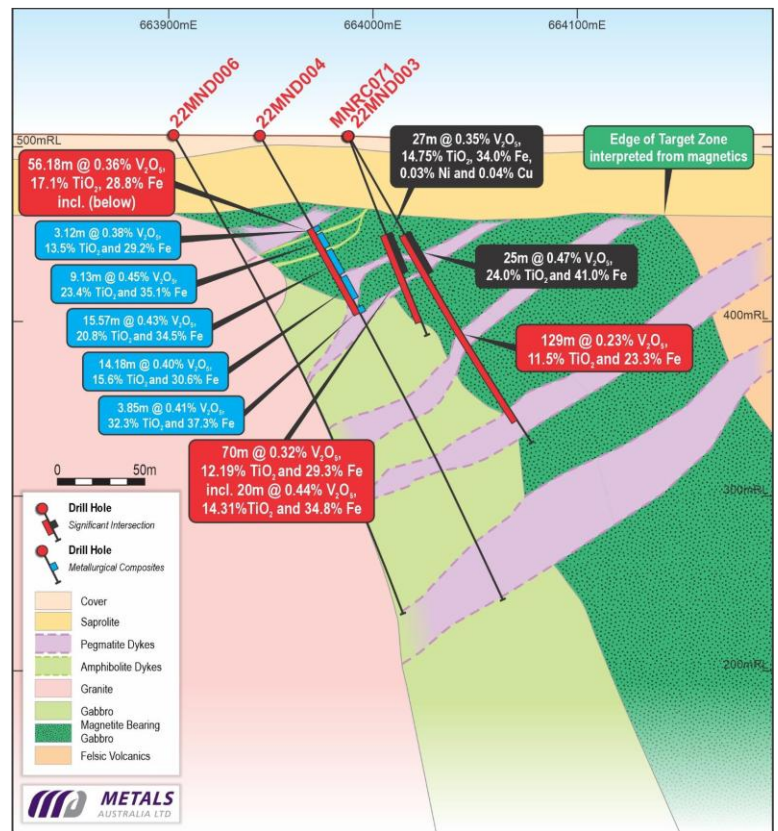 663900mE
664000mE
664100mE
22MND006
22MND004
MNRC071
22MND003
500mRL
27m @ 0.35% V₂O₅,
14.75% TiO₂, 34.0% Fe,
0.03% Ni and 0.04% Cu
Edge of Target Zone
interpreted from magnetics
56.18m @ 0.36% V₂O₅,
17.1% TiO₂, 28.8% Fe
incl. (below)
3.12m @ 0.38% V₂O₅,
13.5% TiO₂ and 29.2% Fe
9.13m @ 0.45% V₂O₅,
23.4% TiO₂ and 35.1% Fe
15.57m @ 0.43% V₂O₅,
20.8% TiO₂ and 34.5% Fe
14.18m @ 0.40% V₂O₅,
15.6% TiO₂ and 30.6% Fe
3.85m @ 0.41% V₂O₅,
32.3% TiO₂ and 37.3% Fe
25m @ 0.47% V₂O₅,
24.0% TiO₂ and 41.0% Fe
400mRL
129m @ 0.23% V₂O₅,
11.5% TiO₂ and 23.3% Fe
70m @ 0.32% V₂O₅,
12.19% TiO₂ and 29.3% Fe
incl. 20m @ 0.44% V₂O₅,
14.31%TiO₂ and 34.8% Fe
300mRL
200mRL
0 50m
Drill Hole
Significant Intersection
Drill Hole
Metallurgical Composites
Cover
Saprolite
Pegmatite Dykes
Amphibolite Dykes
Granite
Gabbro
Magnetite Bearing
Gabbro
Felsic Volcanics
METALS
AUSTRALIA LTD